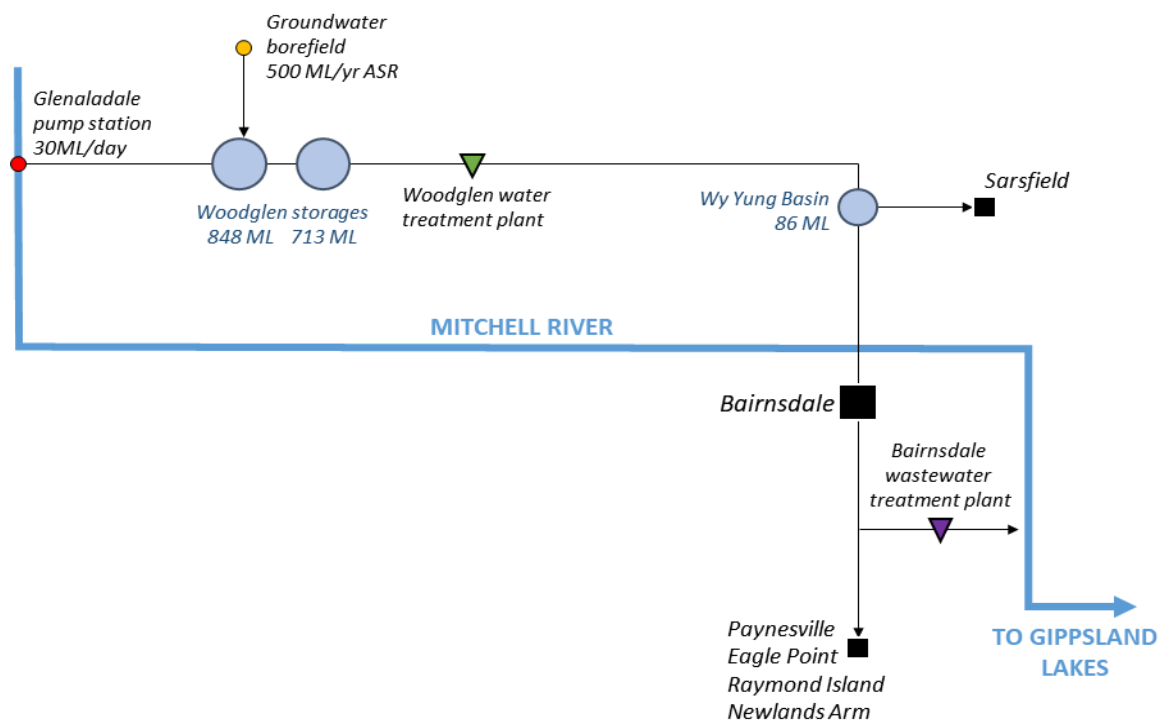 Groundwater
borefield
500 ML/yr ASR
Glenaladale
pump station
30ML/day
Woodglen storages
848 ML 713 ML
Woodglen water
treatment plant
Wy Yung Basin
86 ML
Sarsfield
MITCHELL RIVER
Bairnsdale
Bairnsdale
wastewater
treatment plant
Paynesville
Eagle Point
Raymond Island
Newlands Arm
TO GIPPSLAND
LAKES